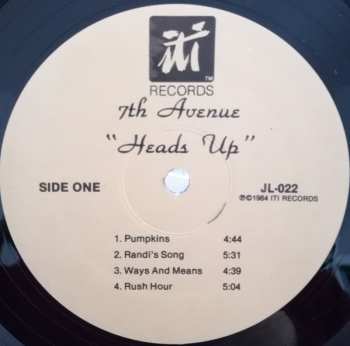 iti
TM
RECORDS
7th Avenue
"Heads Up"
SIDE ONE
JL-022
℗©1984 ITI RECORDS
1. Pumpkins 4:44
2. Randi's Song 5:31
3. Ways And Means 4:39
4. Rush Hour 5:04